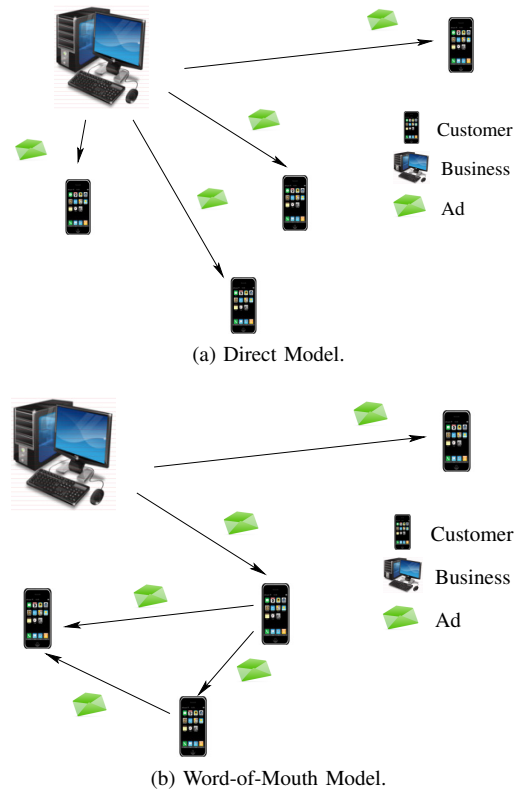 Customer
Business
Ad
(a) Direct Model.
Customer
Business
Ad
(b) Word-of-Mouth Model.